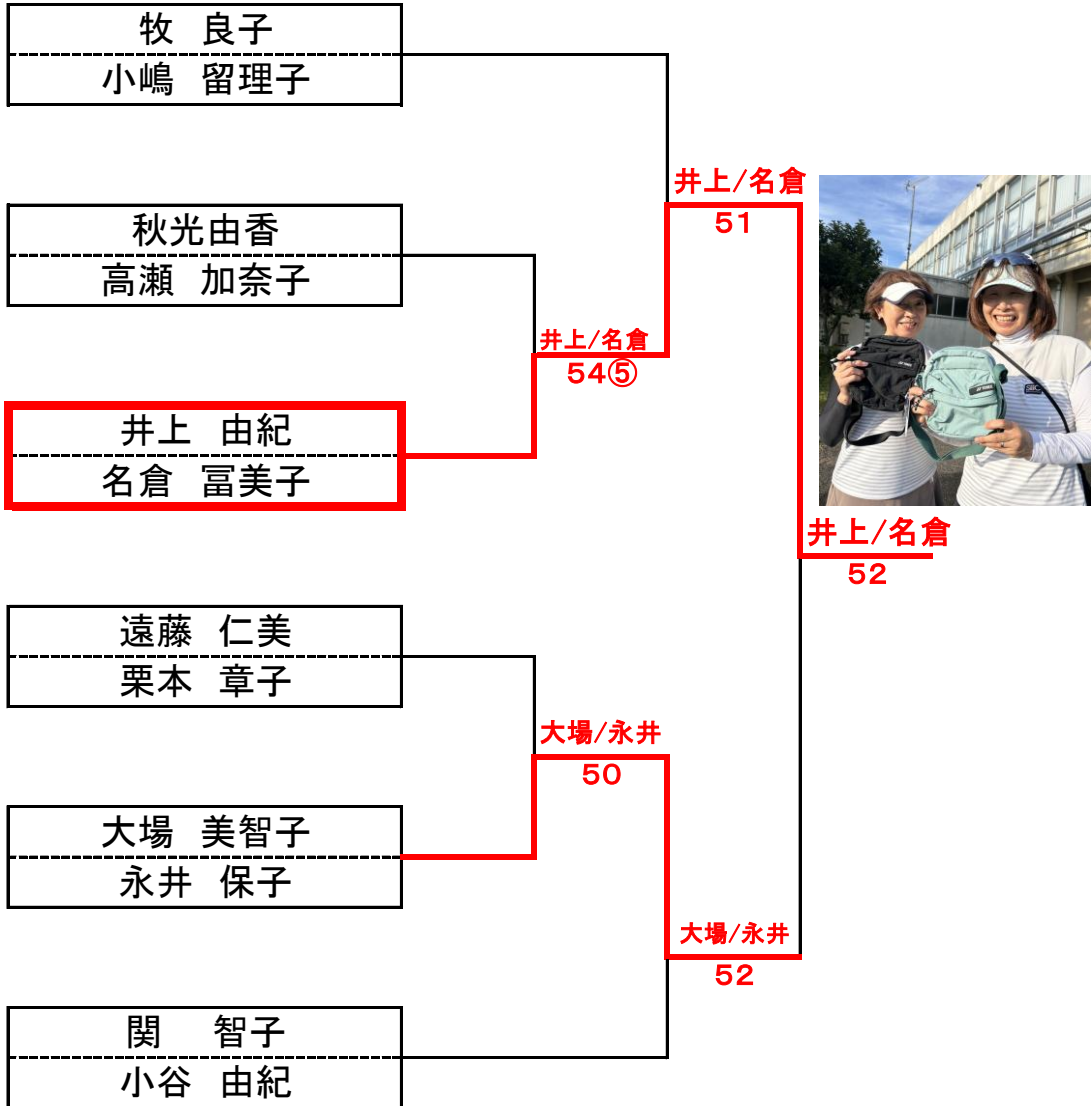 牧 良子
小嶋 留理子
井上/名倉
51
秋光由香
高瀬 加奈子
井上/名倉
54⑤
井上 由紀
名倉 冨美子
井上/名倉
52
遠藤 仁美
栗本 章子
大場/永井
50
大場 美智子
永井 保子
大場/永井
52
関 智子
小谷 由紀
SBC